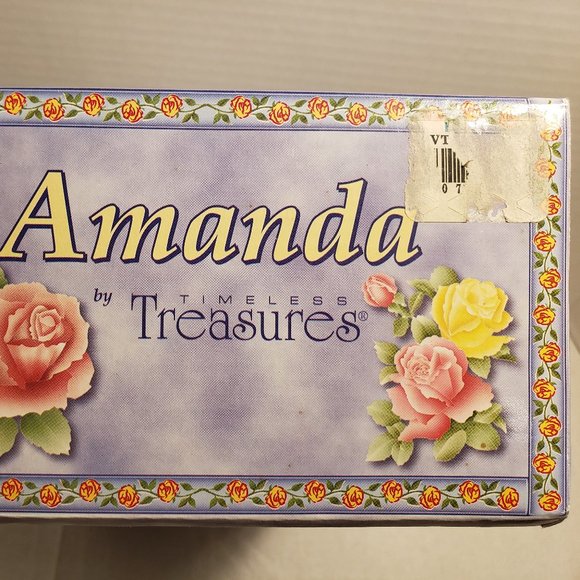 VT
07
Amanda
by TIMELESS
Treasures®